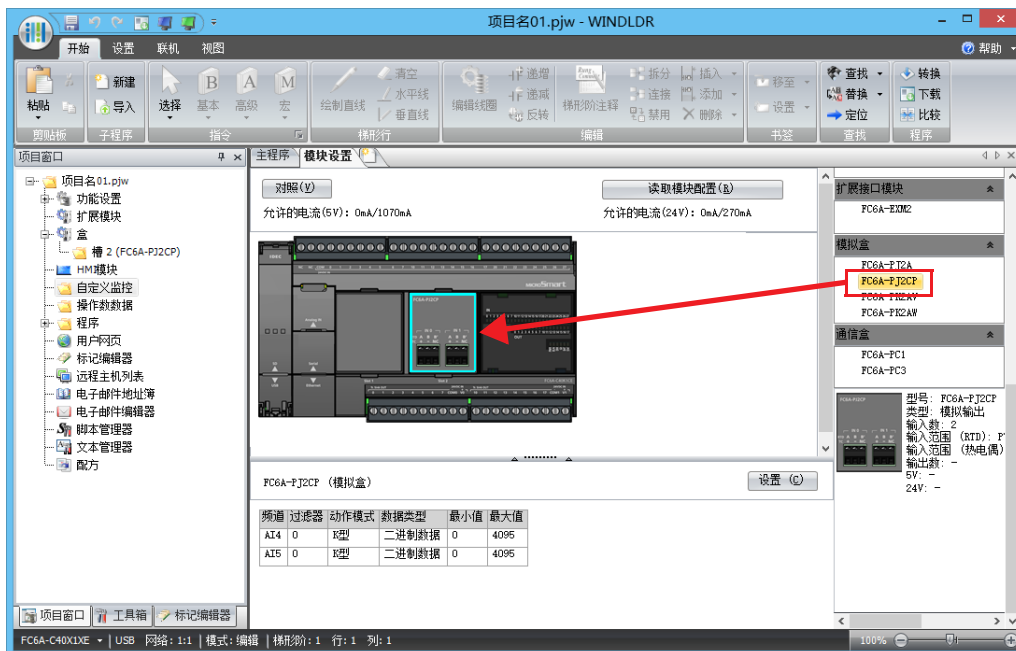 项目名01.pjw - WINDLDR
开始 设置 联机 视图 帮助
粘贴 新建 导入 选择 基本 高级 宏 绘制直线 清空 水平线 垂直线 编辑线圈 递增 递减 反转 梯形阶注释 拆分 连接 禁用 插入 添加 删除 移至 设置 查找 替换 定位 转换 下载 比较
剪贴板 子程序 指令 梯形行 编辑 书签 查找 程序
项目窗口
主程序 模块设置
项目名01.pjw
功能设置
扩展模块
盒
槽 2 (FC6A-PJ2CP)
HMI模块
自定义监控
操作数数据
程序
用户网页
标记编辑器
远程主机列表
电子邮件地址簿
电子邮件编辑器
脚本管理器
文本管理器
配方
对照(V) 读取模块配置(R)
允许的电流(5V): 0mA/1070mA 允许的电流(24V): 0mA/270mA
FC6A-PJ2CP
microSmart
FC6A-PJ2CP (模拟盒) 设置 (C)
频道 过滤器 动作模式 数据类型 最小值 最大值
AI4 0 K型 二进制数据 0 4095
AI5 0 K型 二进制数据 0 4095
扩展接口模块
FC6A-EXM2
模拟盒
FC6A-PJ2A
FC6A-PJ2CP
FC6A-PK2AV
FC6A-PK2AW
通信盒
FC6A-PC1
FC6A-PC3
型号: FC6A-PJ2CP
类型: 模拟输出
输入数: 2
输入范围 (RTD): P
输入范围 (热电偶)
输出数: -
5V: -
24V: -
项目窗口 工具箱 标记编辑器
FC6A-C40X1XE USB 网络: 1:1 模式: 编辑 梯形阶: 1 行: 1 列: 1 100%